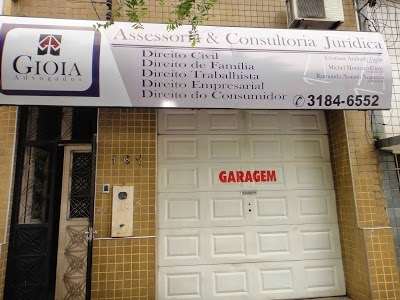 GIOIA
Advogados
Assessoria & Consultoria Jurídica
Direito Civil
Direito de Família
Direito Trabalhista
Direito Empresarial
Direito do Consumidor
3184-6552
GARAGEM